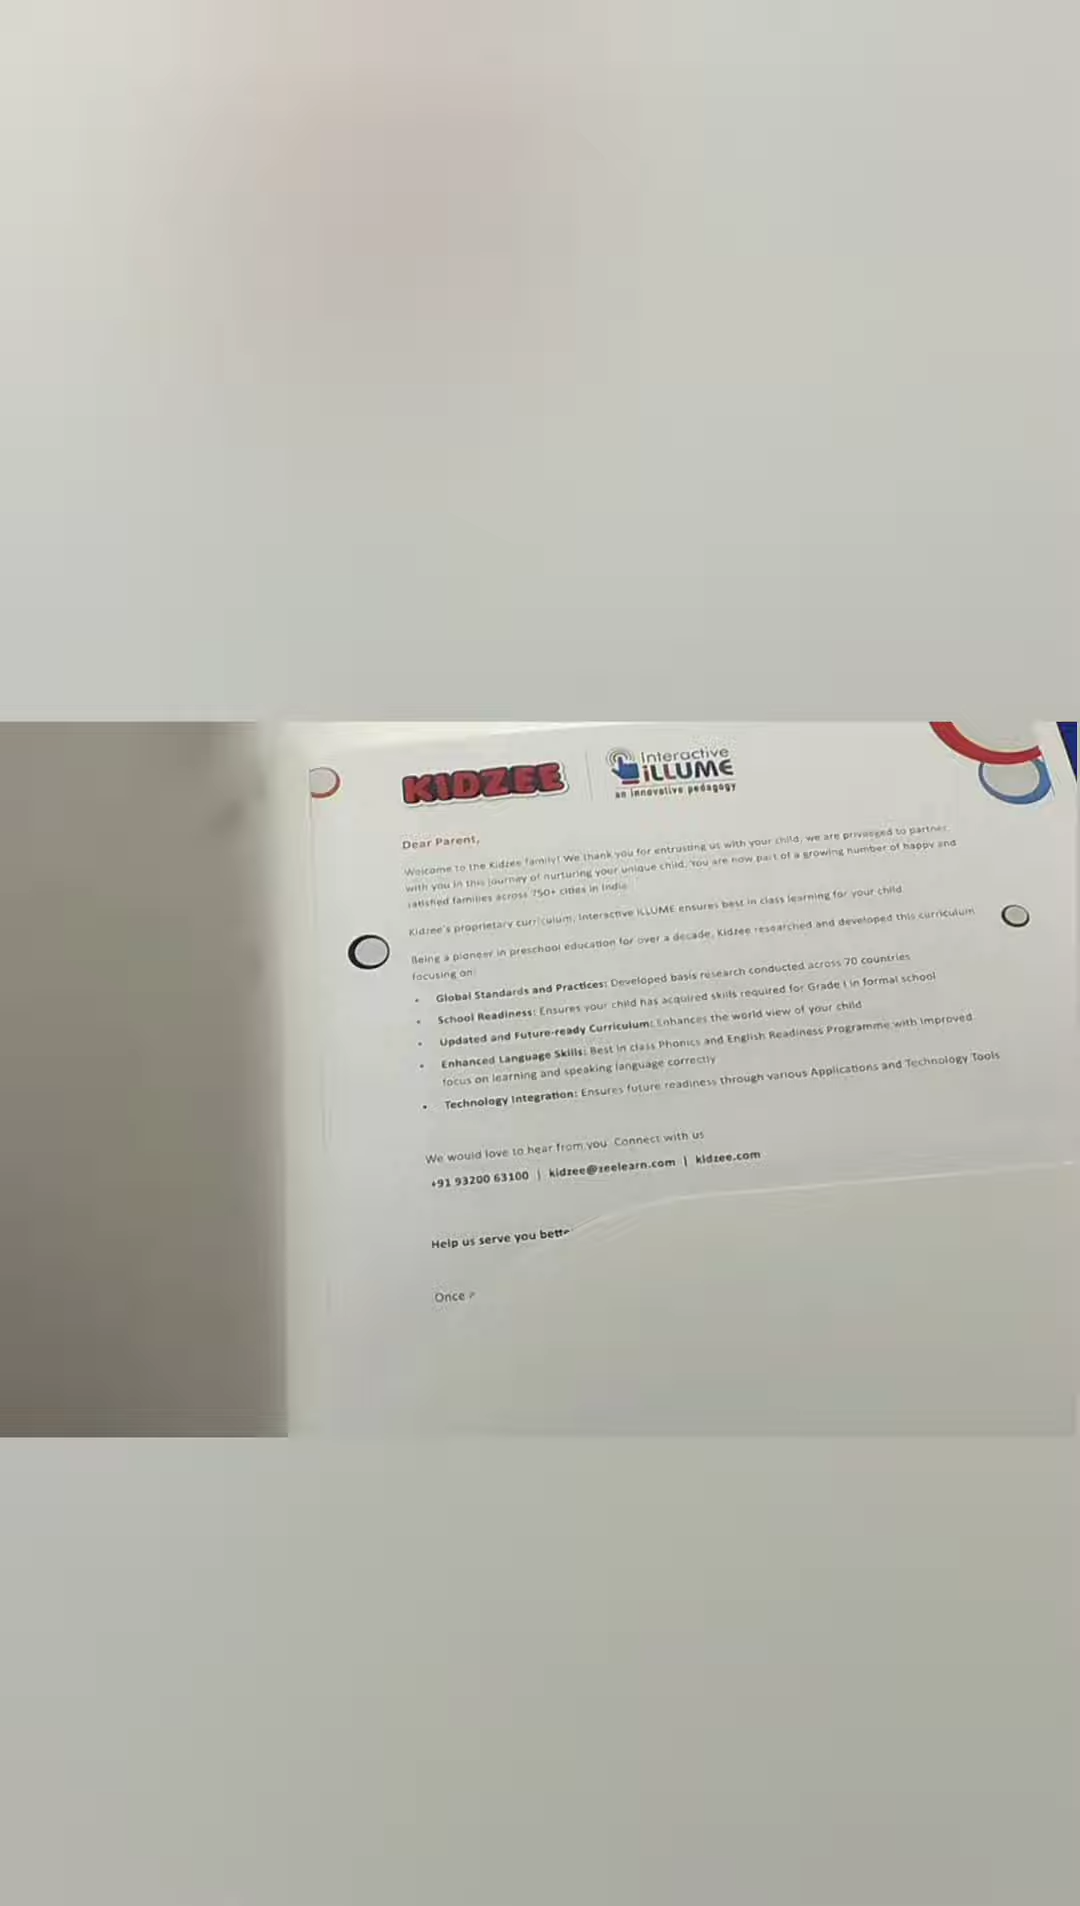 KIDZEE
Interactive
iLLUME
an innovative pedagogy
Dear Parent,
Welcome to the Kidzee family! We thank you for entrusting us with your child, we are privileged to partner
with you in this journey of nurturing your unique child. You are now part of a growing number of happy and
satisfied families across 750+ cities in India
Kidzee's proprietary curriculum, Interactive iLLUME ensures best in class learning for your child.
Being a pioneer in preschool education for over a decade, Kidzee researched and developed this curriculum
focusing on:
• Global Standards and Practices: Developed basis research conducted across 70 countries
• School Readiness: Ensures your child has acquired skills required for Grade I in formal school
• Updated and Future-ready Curriculum: Enhances the world view of your child
• Enhanced Language Skills: Best in class Phonics and English Readiness Programme with improved
focus on learning and speaking language correctly
• Technology Integration: Ensures future readiness through various Applications and Technology Tools
We would love to hear from you. Connect with us
+91 93200 63100 | kidzee@zeelearn.com | kidzee.com
Help us serve you bette
Once